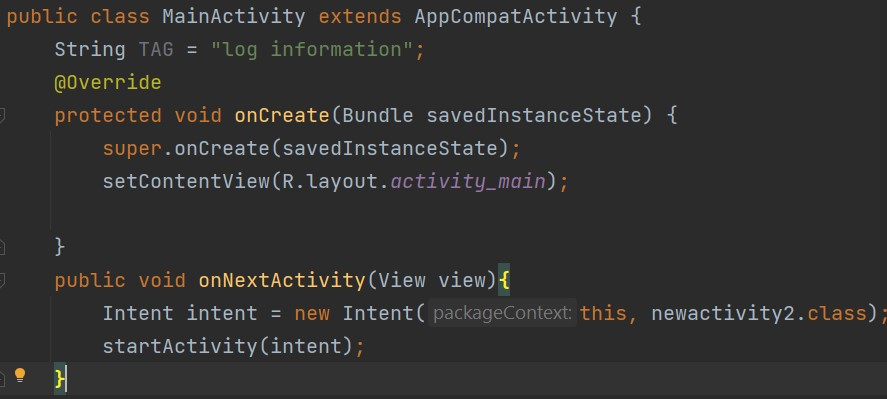 public class MainActivity extends AppCompatActivity {
String TAG = "log information";
@Override
protected void onCreate(Bundle savedInstanceState) {
super.onCreate(savedInstanceState);
setContentView(R.layout.activity_main);
}
public void onNextActivity(View view){
Intent intent = new Intent( packageContext: this, newactivity2.class);
startActivity(intent);
}